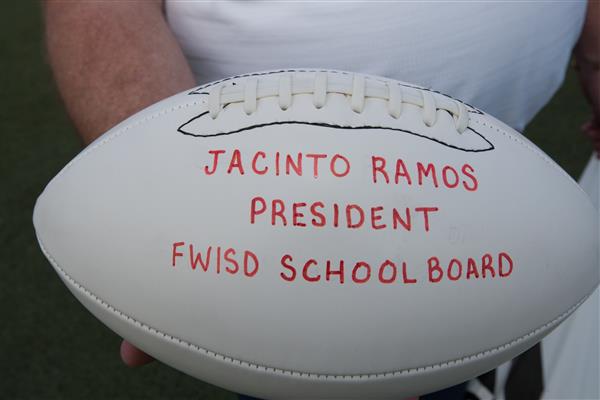 JACINTO RAMOS
PRESIDENT
FWISD SCHOOL BOARD